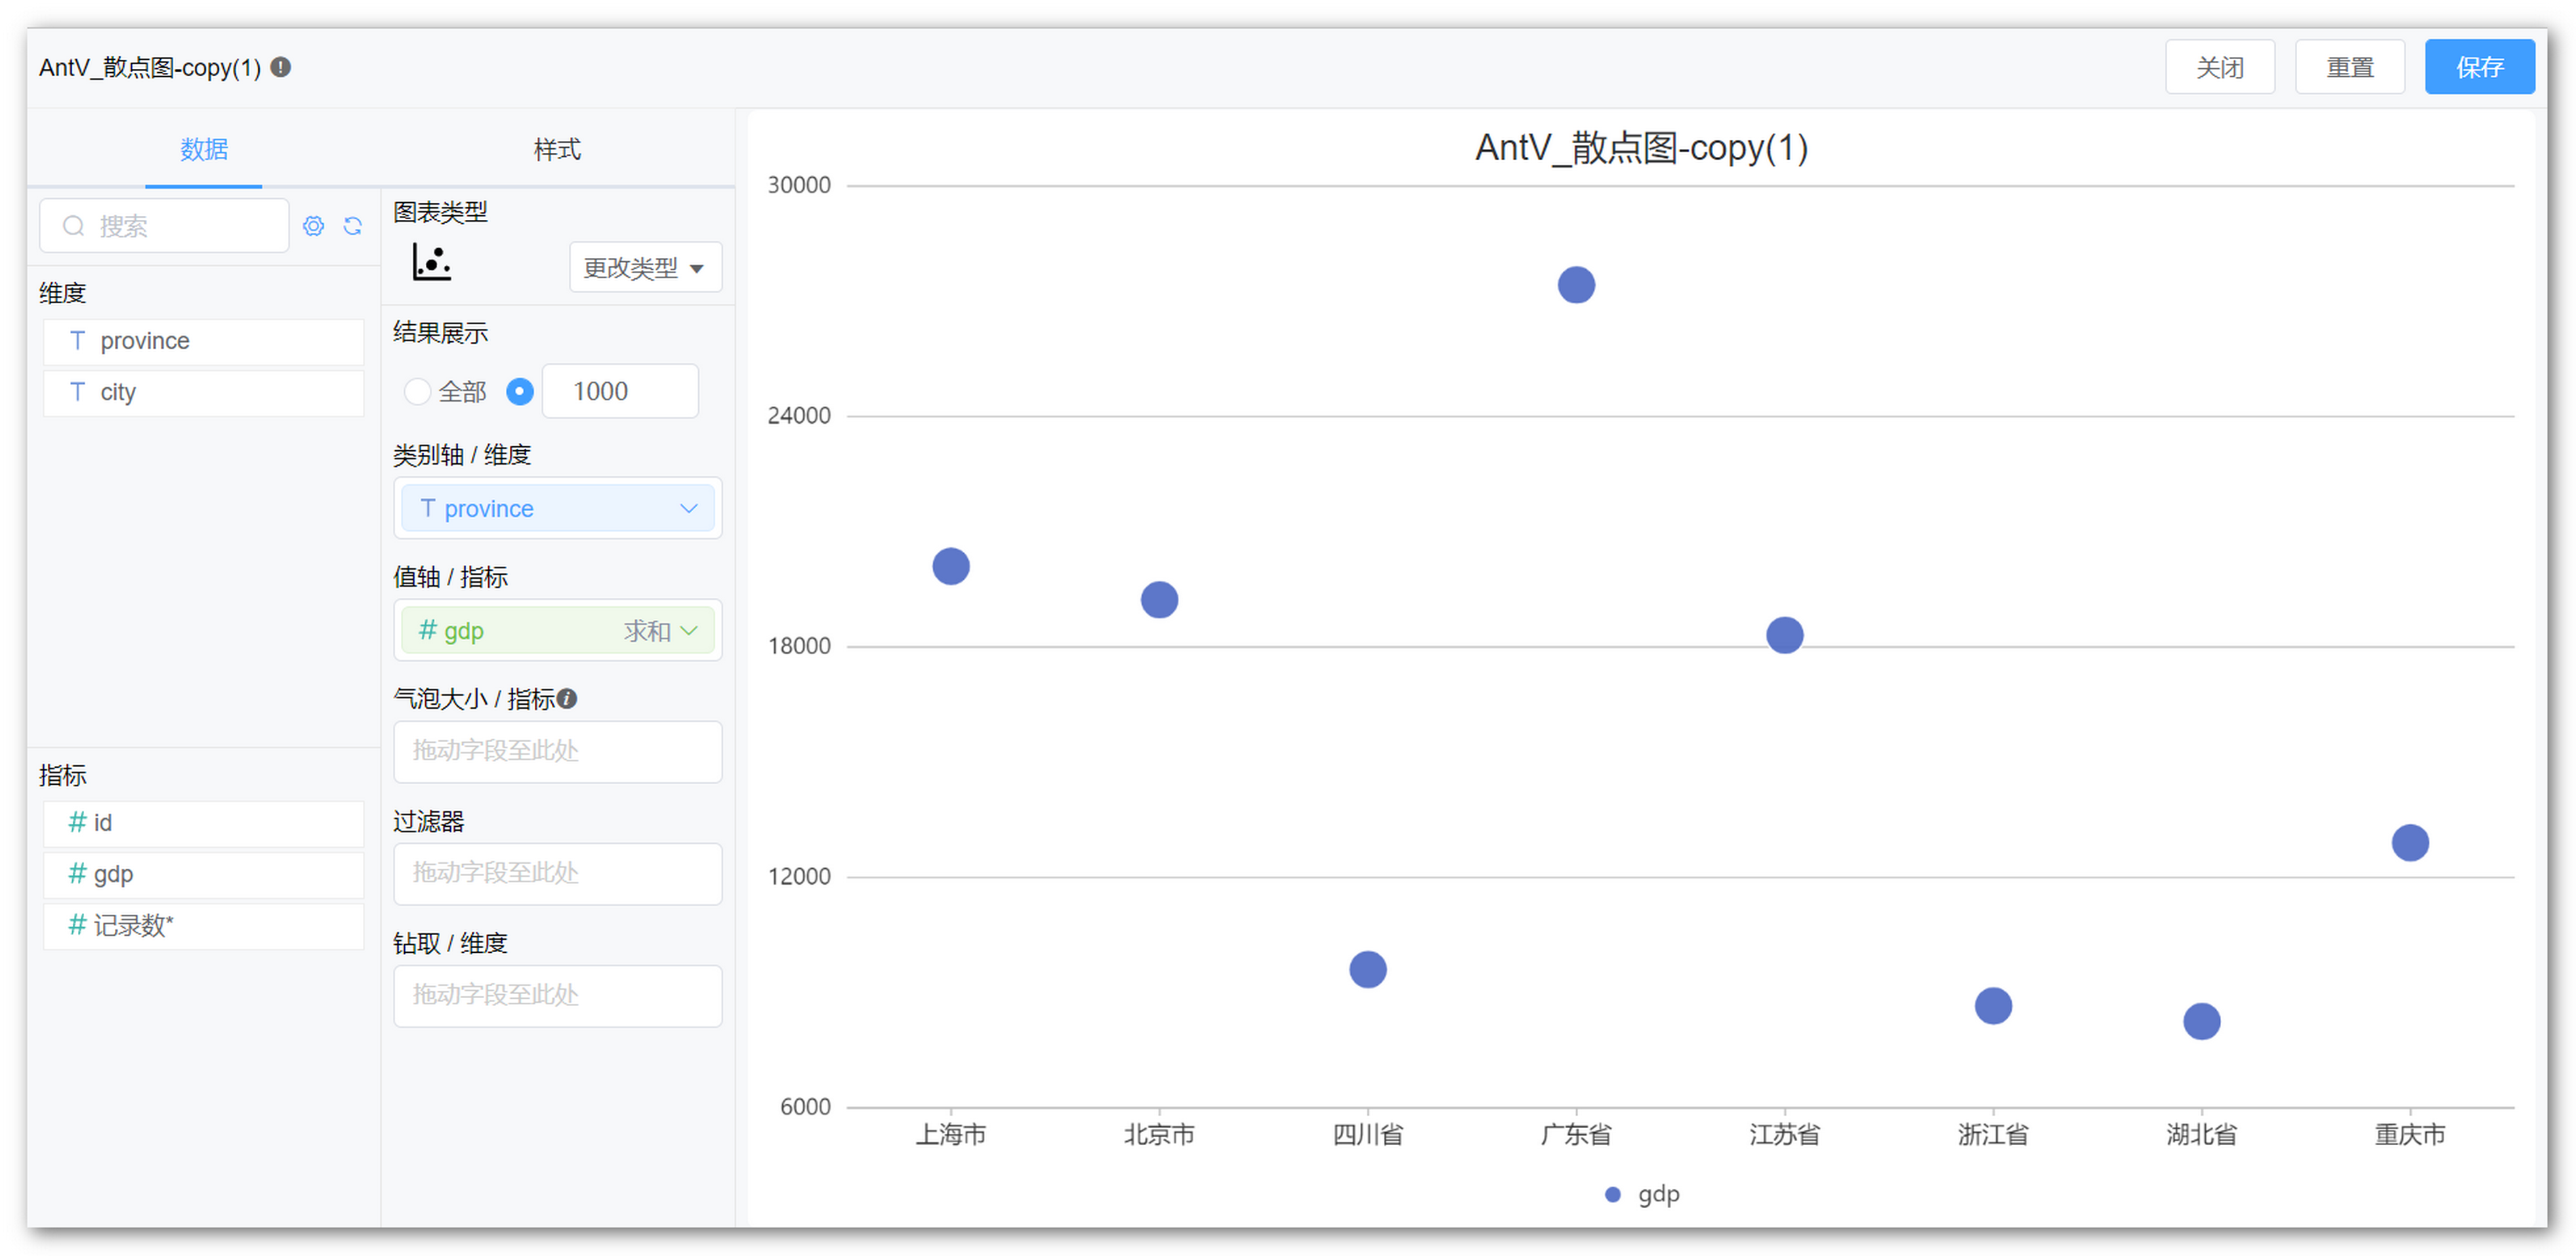 AntV_散点图-copy(1)
关闭
重置
保存
数据
样式
搜索
维度
T province
T city
指标
# id
# gdp
# 记录数*
图表类型
更改类型
结果展示
全部
1000
类别轴 / 维度
T province
值轴 / 指标
# gdp 求和
气泡大小 / 指标
拖动字段至此处
过滤器
拖动字段至此处
钻取 / 维度
拖动字段至此处
AntV_散点图-copy(1)
30000
24000
18000
12000
6000
上海市 北京市 四川省 广东省 江苏省 浙江省 湖北省 重庆市
gdp